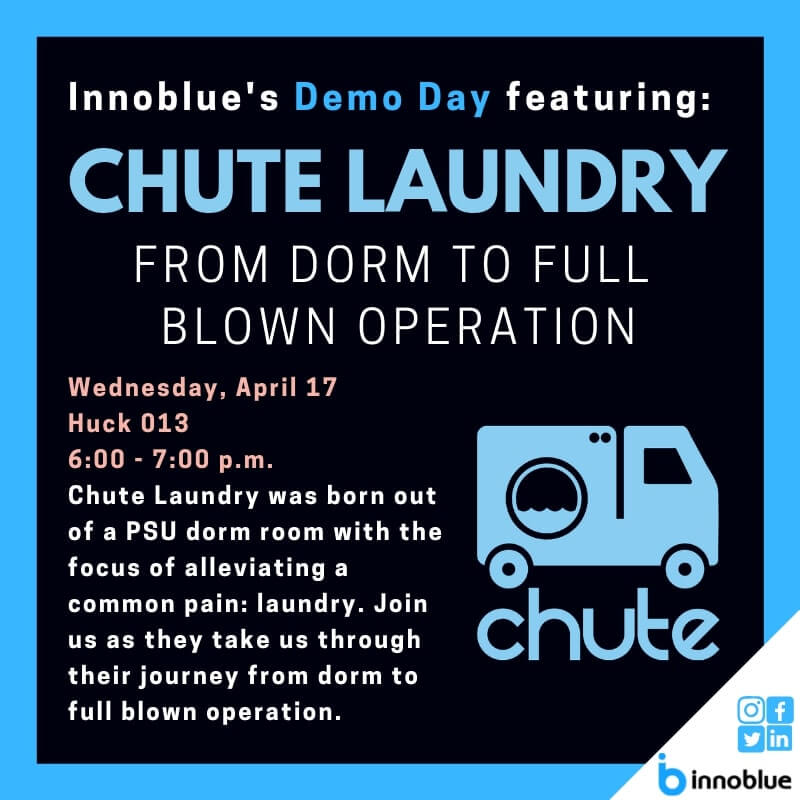 Innoblue's Demo Day featuring:
CHUTE LAUNDRY
FROM DORM TO FULL
BLOWN OPERATION
Wednesday, April 17
Huck 013
6:00 - 7:00 p.m.
Chute Laundry was born out
of a PSU dorm room with the
focus of alleviating a
common pain: laundry. Join
us as they take us through
their journey from dorm to
full blown operation.
chute
innoblue